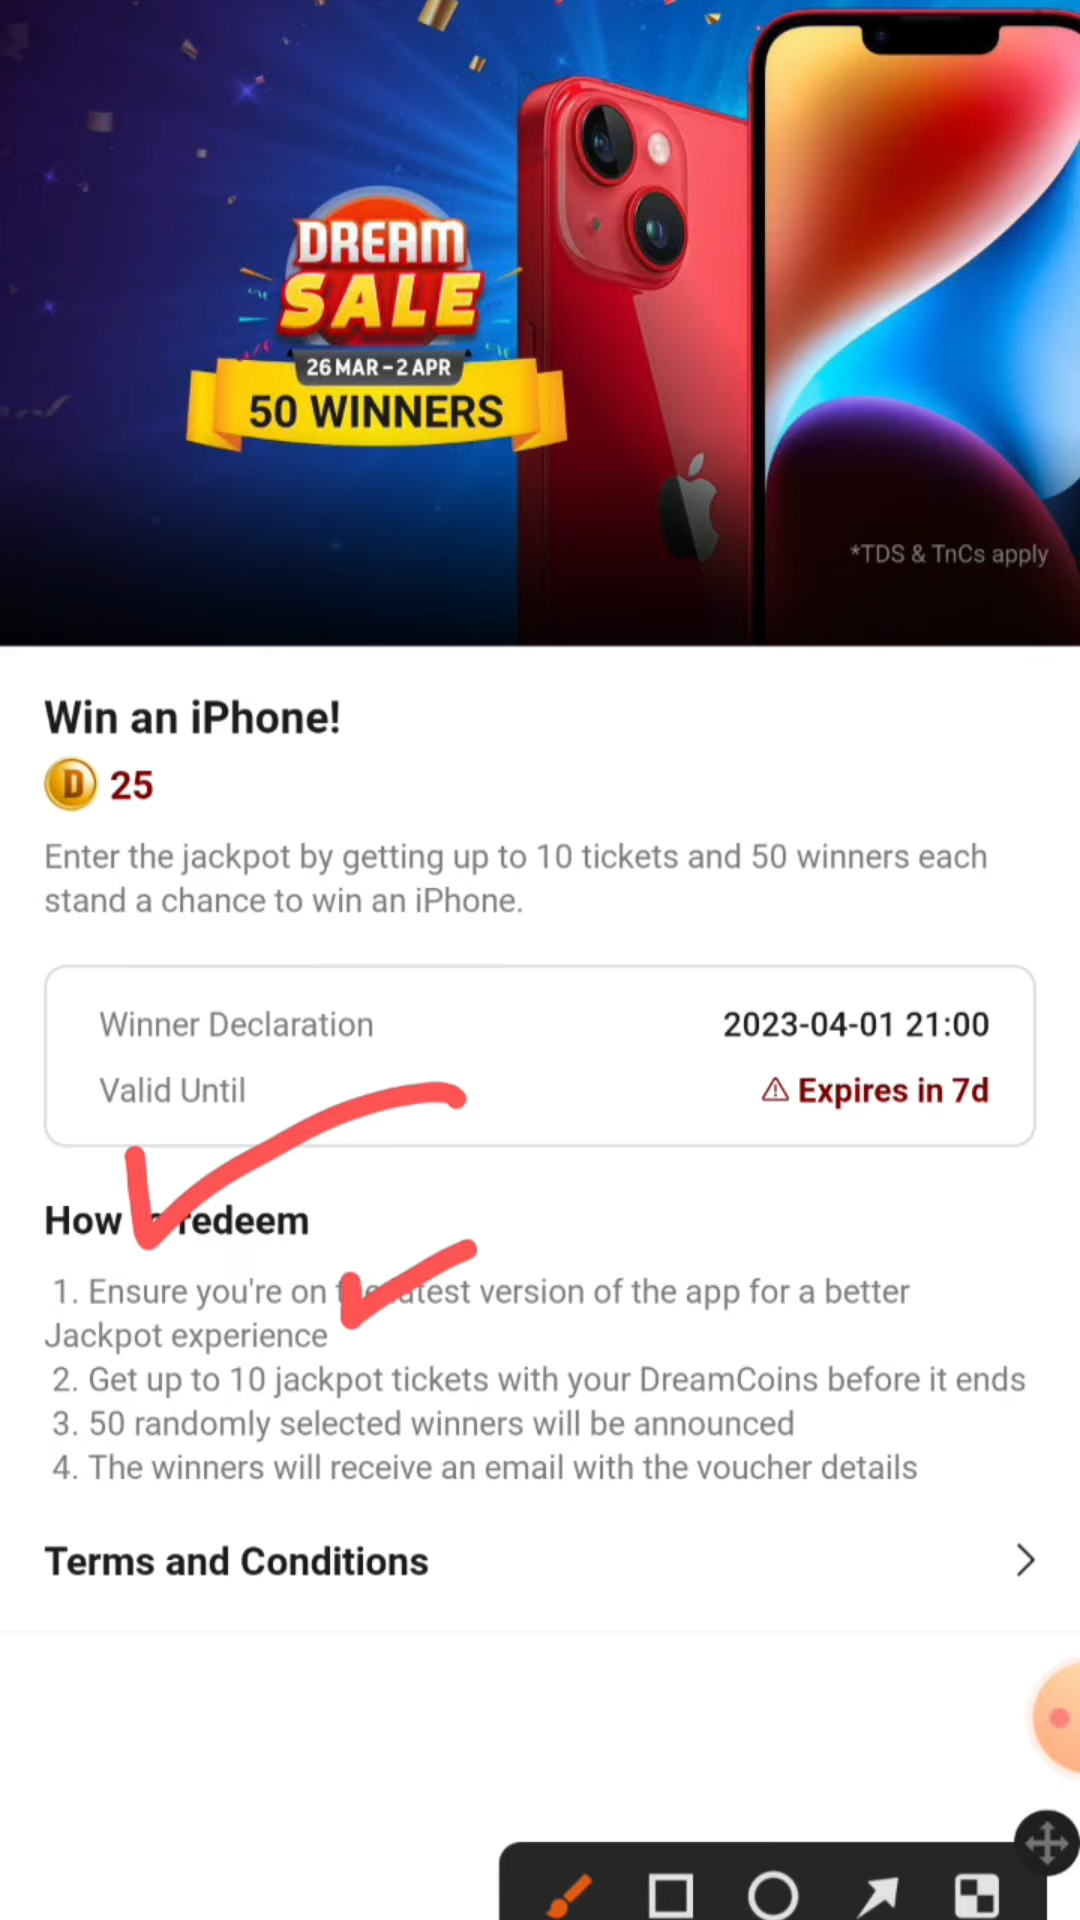 DREAM
SALE
26 MAR – 2 APR
50 WINNERS
*TDS & TnCs apply
Win an iPhone!
D 25
Enter the jackpot by getting up to 10 tickets and 50 winners each
stand a chance to win an iPhone.
Winner Declaration 2023-04-01 21:00
Valid Until Expires in 7d
How redeem
1. Ensure you're on the latest version of the app for a better
Jackpot experience
2. Get up to 10 jackpot tickets with your DreamCoins before it ends
3. 50 randomly selected winners will be announced
4. The winners will receive an email with the voucher details
Terms and Conditions